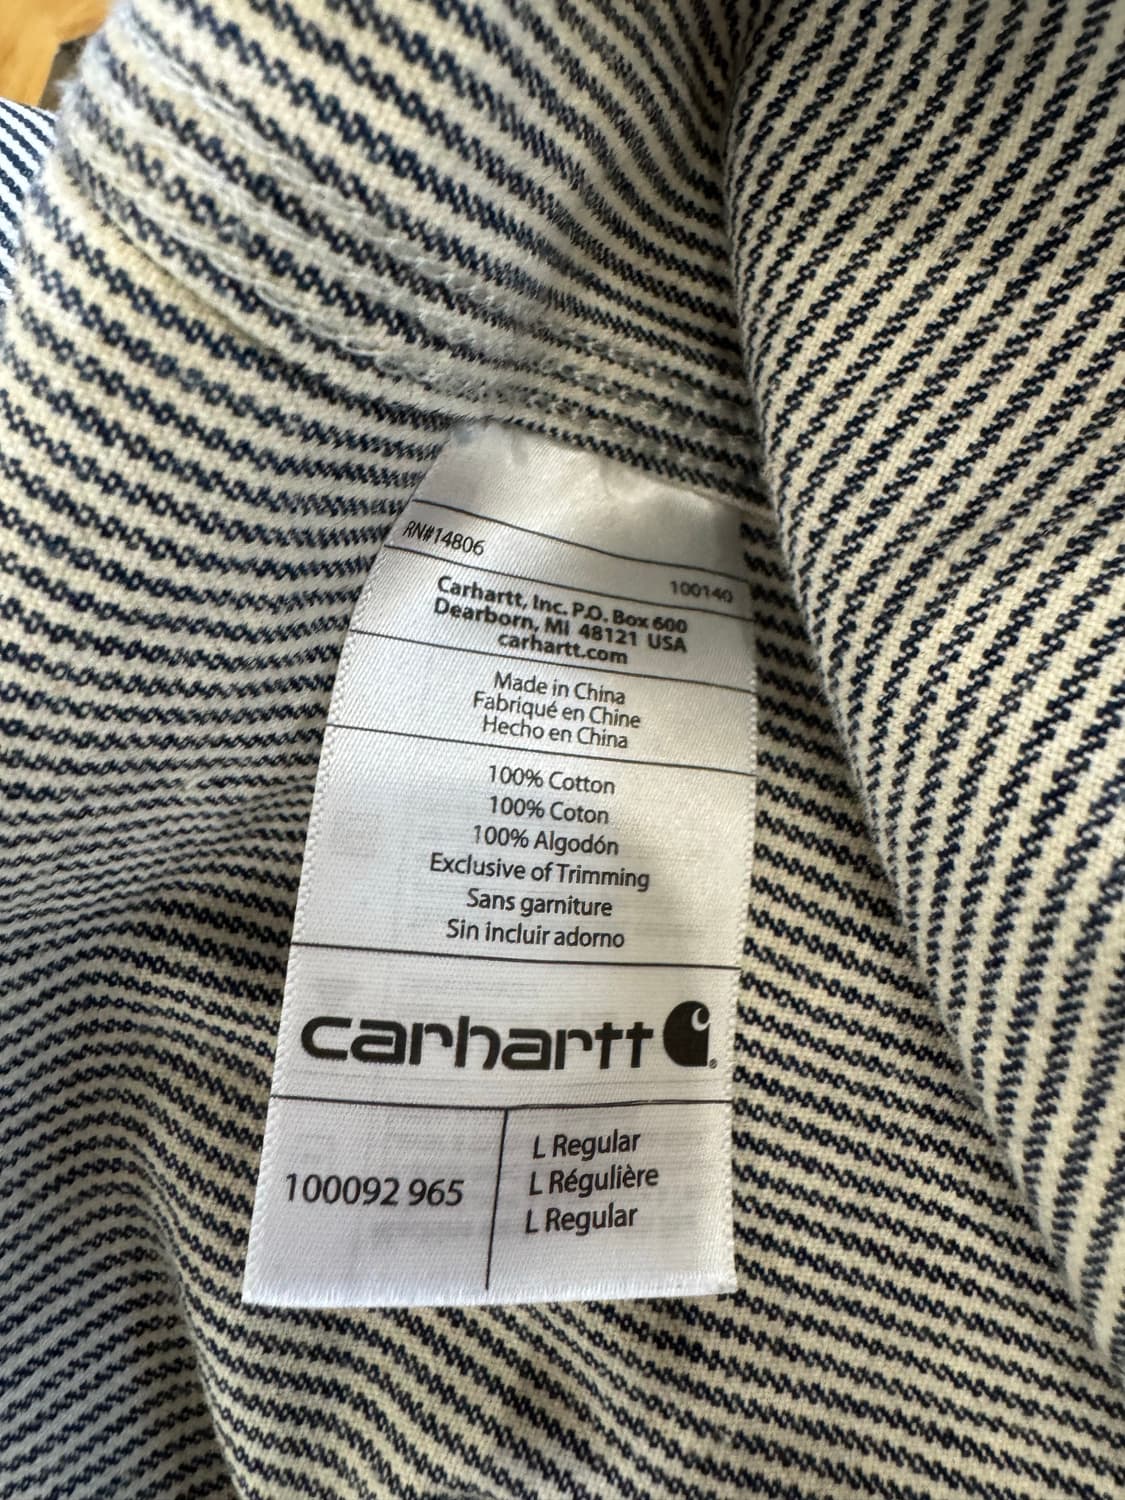 RN#14806
100140
Carhartt, Inc. P.O. Box 600
Dearborn, MI 48121 USA
carhartt.com
Made in China
Fabriqué en Chine
Hecho en China
100% Cotton
100% Coton
100% Algodón
Exclusive of Trimming
Sans garniture
Sin incluir adorno
carhartt
100092 965
L Regular
L Régulière
L Regular